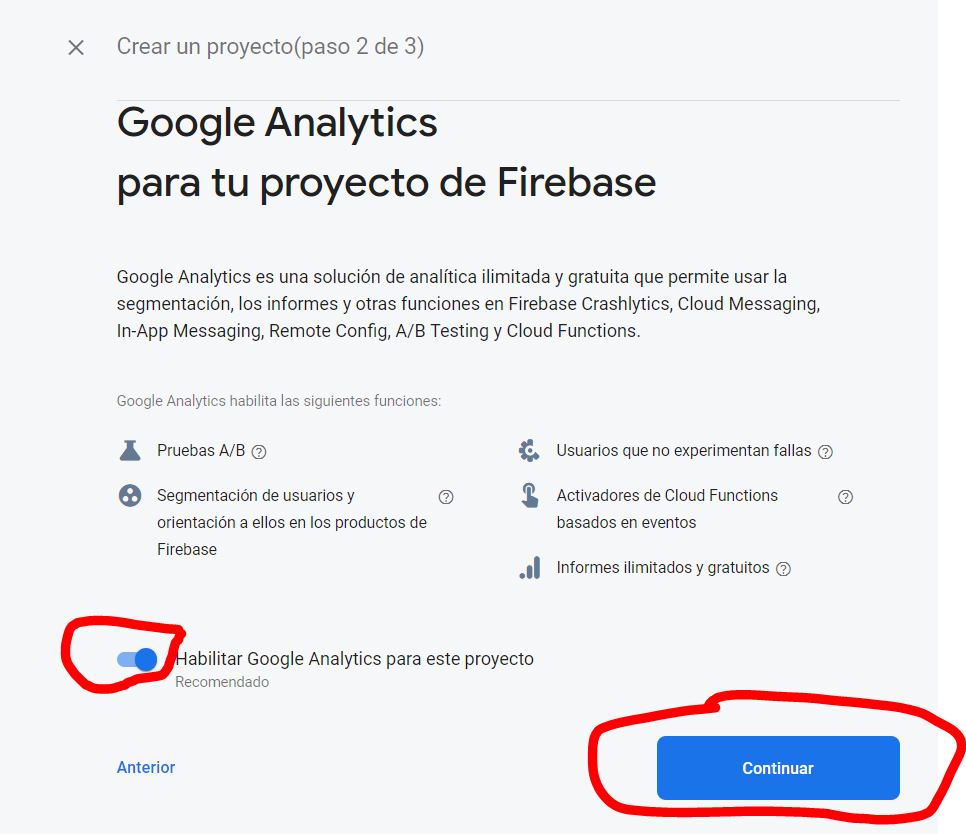 Crear un proyecto(paso 2 de 3)
Google Analytics
para tu proyecto de Firebase
Google Analytics es una solución de analítica ilimitada y gratuita que permite usar la
segmentación, los informes y otras funciones en Firebase Crashlytics, Cloud Messaging,
In-App Messaging, Remote Config, A/B Testing y Cloud Functions.
Google Analytics habilita las siguientes funciones:
Pruebas A/B
Segmentación de usuarios y
orientación a ellos en los productos de
Firebase
Usuarios que no experimentan fallas
Activadores de Cloud Functions
basados en eventos
Informes ilimitados y gratuitos
Habilitar Google Analytics para este proyecto
Recomendado
Anterior
Continuar